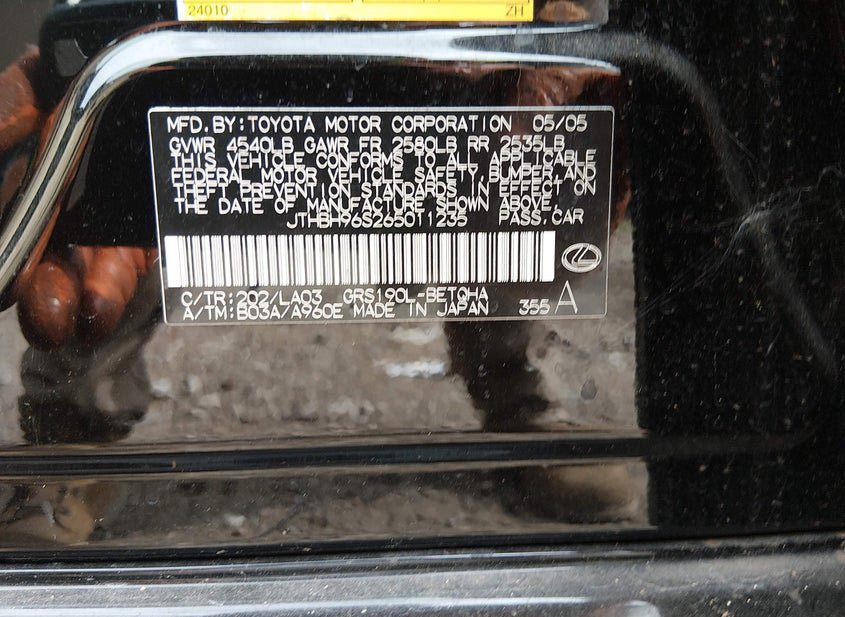 24010 ZH
MFD. BY: TOYOTA MOTOR CORPORATION 05/05
GVWR 4540LB GAWR FR 2580LB RR 2535LB
THIS VEHICLE CONFORMS TO ALL APPLICABLE
FEDERAL MOTOR VEHICLE SAFETY, BUMPER, AND
THEFT PREVENTION STANDARDS IN EFFECT ON
THE DATE OF MANUFACTURE SHOWN ABOVE.
JTHBH96S2650T1235 PASS. CAR
C/TR: 202/LA03 GRS190L-BETQHA
A/TM: B03A/A960E MADE IN JAPAN 355 A